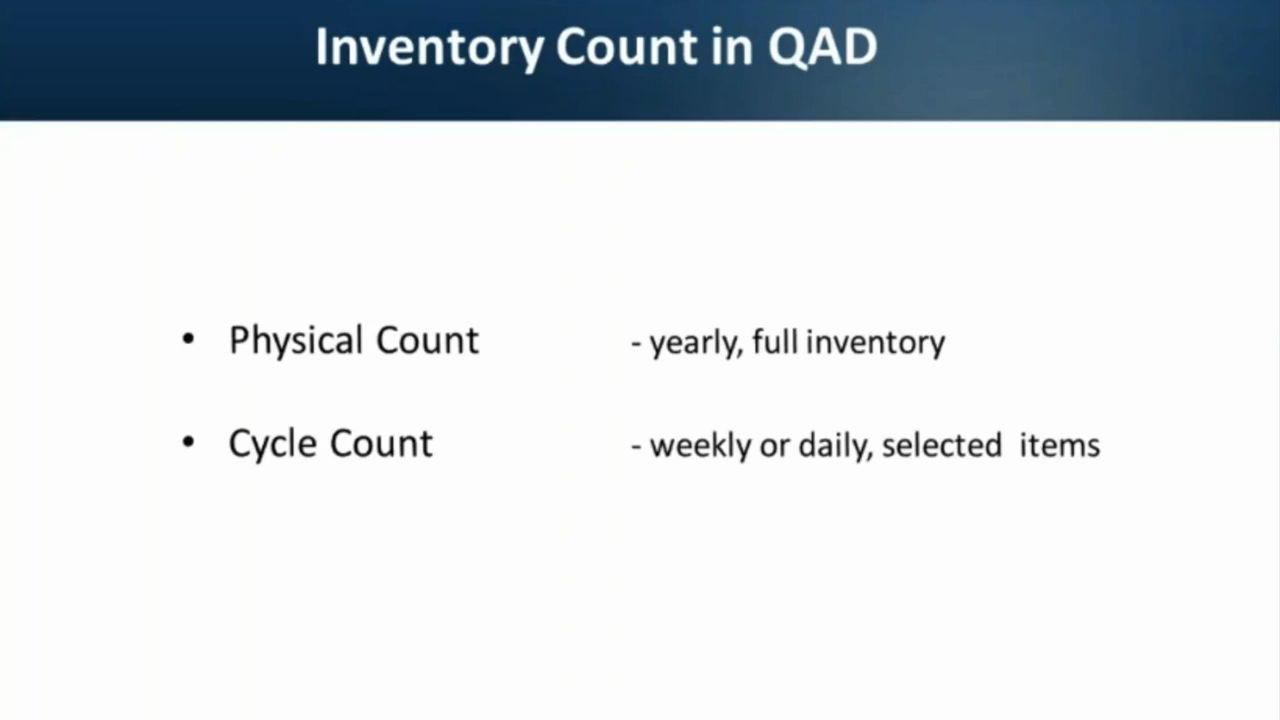 Inventory Count in QAD
• Physical Count - yearly, full inventory
• Cycle Count - weekly or daily, selected items